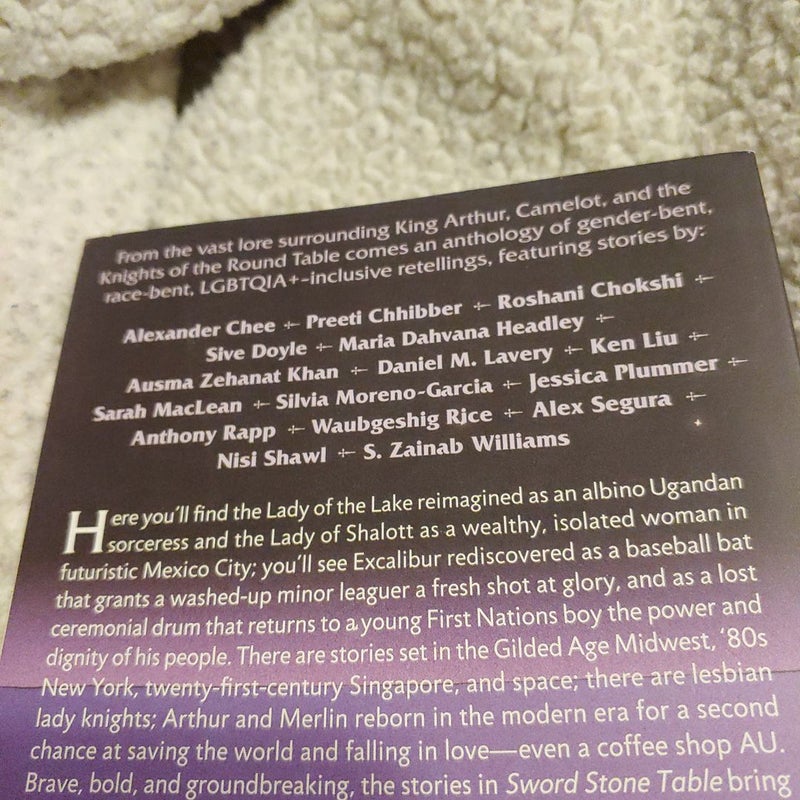 From the vast lore surrounding King Arthur, Camelot, and the
Knights of the Round Table comes an anthology of gender-bent,
race-bent, LGBTQIA+-inclusive retellings, featuring stories by:
Alexander Chee ⟊ Preeti Chhibber ⟊ Roshani Chokshi ⟊
Sive Doyle ⟊ Maria Dahvana Headley ⟊
Ausma Zehanat Khan ⟊ Daniel M. Lavery ⟊ Ken Liu ⟊
Sarah MacLean ⟊ Silvia Moreno-Garcia ⟊ Jessica Plummer ⟊
Anthony Rapp ⟊ Waubgeshig Rice ⟊ Alex Segura ⟊
Nisi Shawl ⟊ S. Zainab Williams
Here you'll find the Lady of the Lake reimagined as an albino Ugandan
sorceress and the Lady of Shalott as a wealthy, isolated woman in
futuristic Mexico City; you'll see Excalibur rediscovered as a baseball bat
that grants a washed-up minor leaguer a fresh shot at glory, and as a lost
ceremonial drum that returns to a young First Nations boy the power and
dignity of his people. There are stories set in the Gilded Age Midwest, '80s
New York, twenty-first-century Singapore, and space; there are lesbian
lady knights; Arthur and Merlin reborn in the modern era for a second
chance at saving the world and falling in love—even a coffee shop AU.
Brave, bold, and groundbreaking, the stories in Sword Stone Table bring